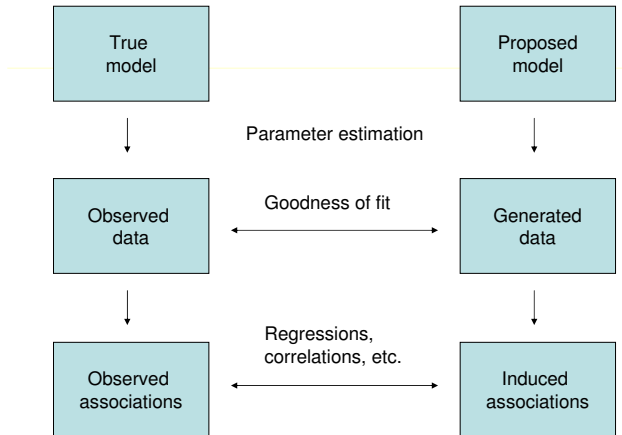 True
model
Proposed
model
Parameter estimation
Observed
data
Goodness of fit
Generated
data
Observed
associations
Regressions,
correlations, etc.
Induced
associations